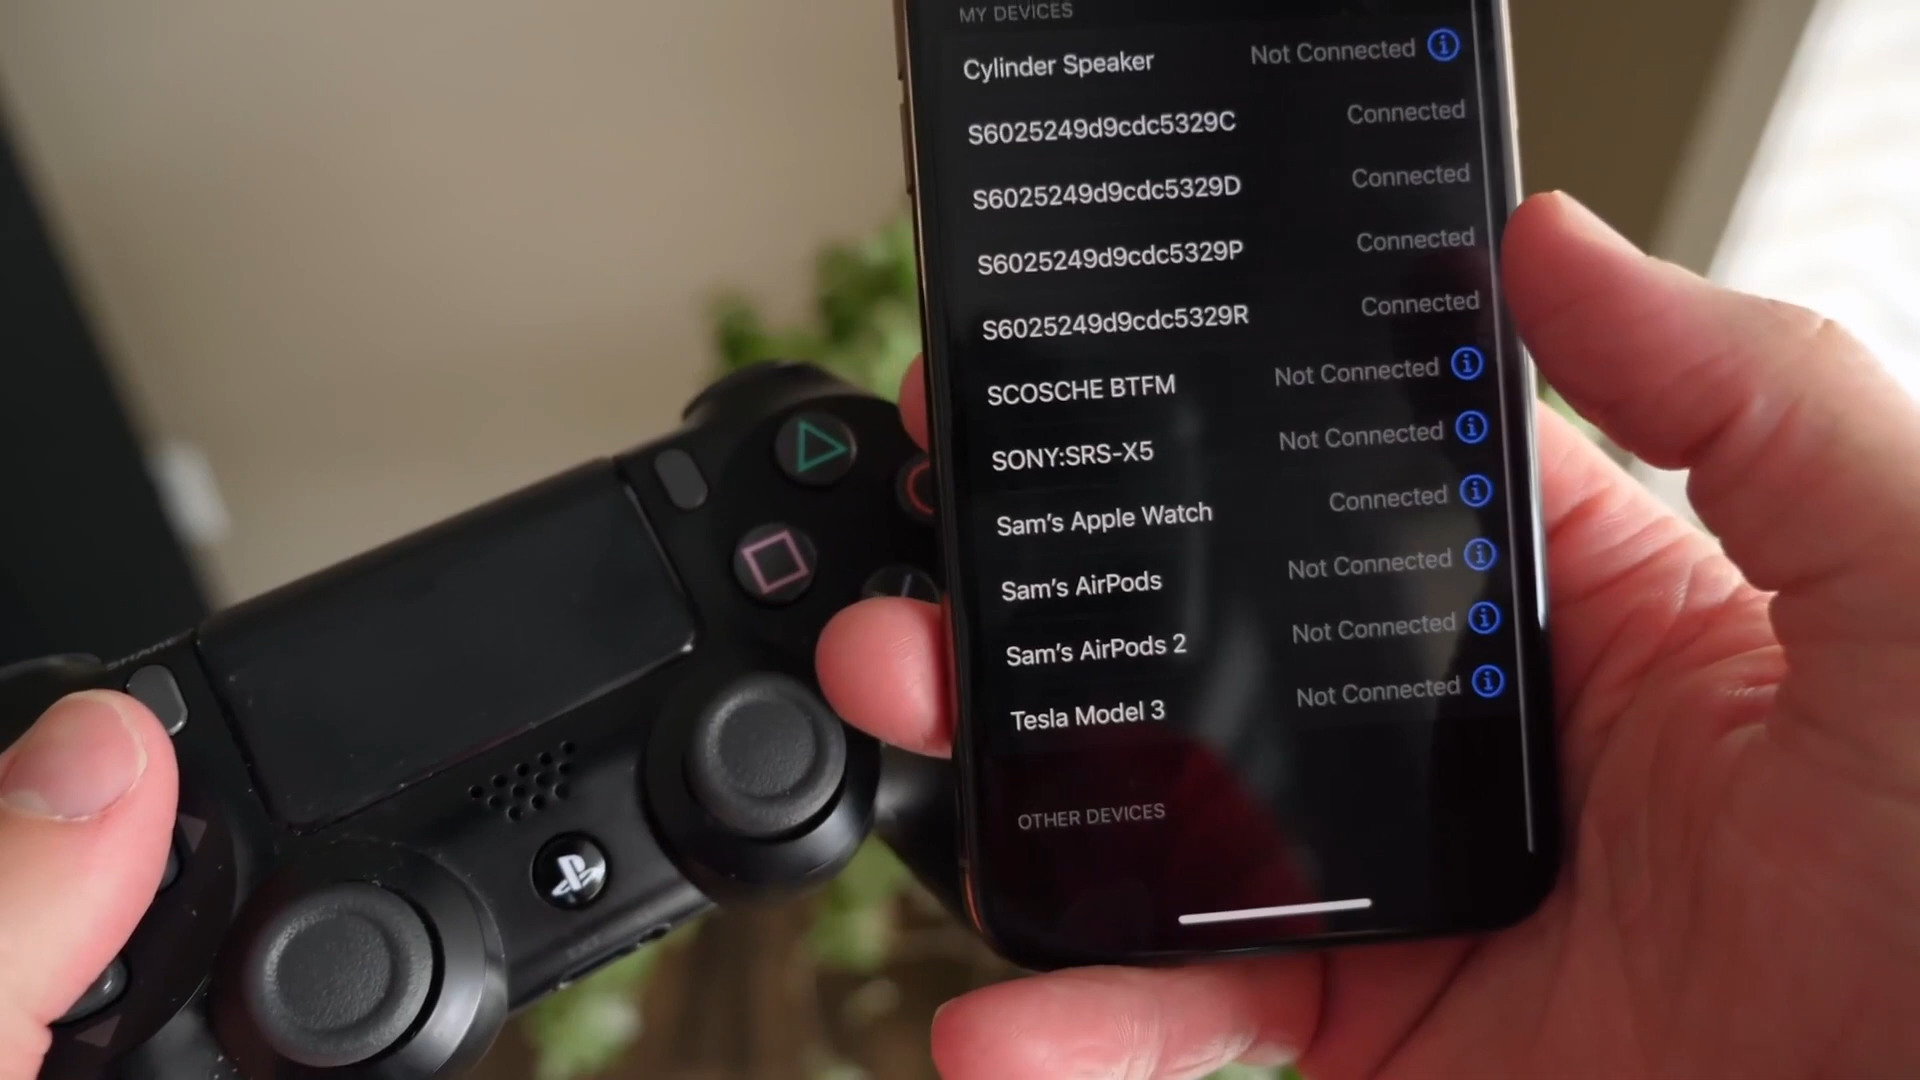 MY DEVICES
Cylinder Speaker Not Connected
S6025249d9cdc5329C Connected
S6025249d9cdc5329D Connected
S6025249d9cdc5329P Connected
S6025249d9cdc5329R Connected
SCOSCHE BTFM Not Connected
SONY:SRS-X5 Not Connected
Sam's Apple Watch Connected
Sam's AirPods Not Connected
Sam's AirPods 2 Not Connected
Tesla Model 3 Not Connected
OTHER DEVICES
SHARE